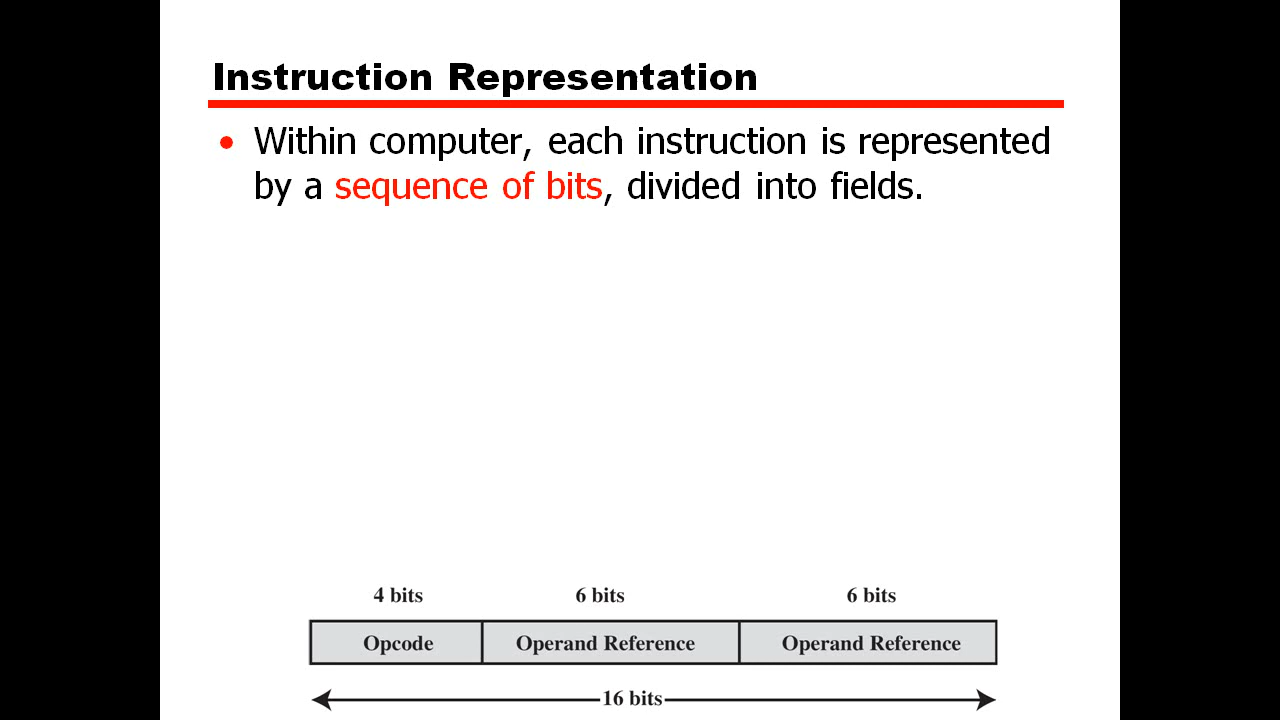 Instruction Representation
• Within computer, each instruction is represented
by a sequence of bits, divided into fields.
4 bits 6 bits 6 bits
Opcode Operand Reference Operand Reference
16 bits